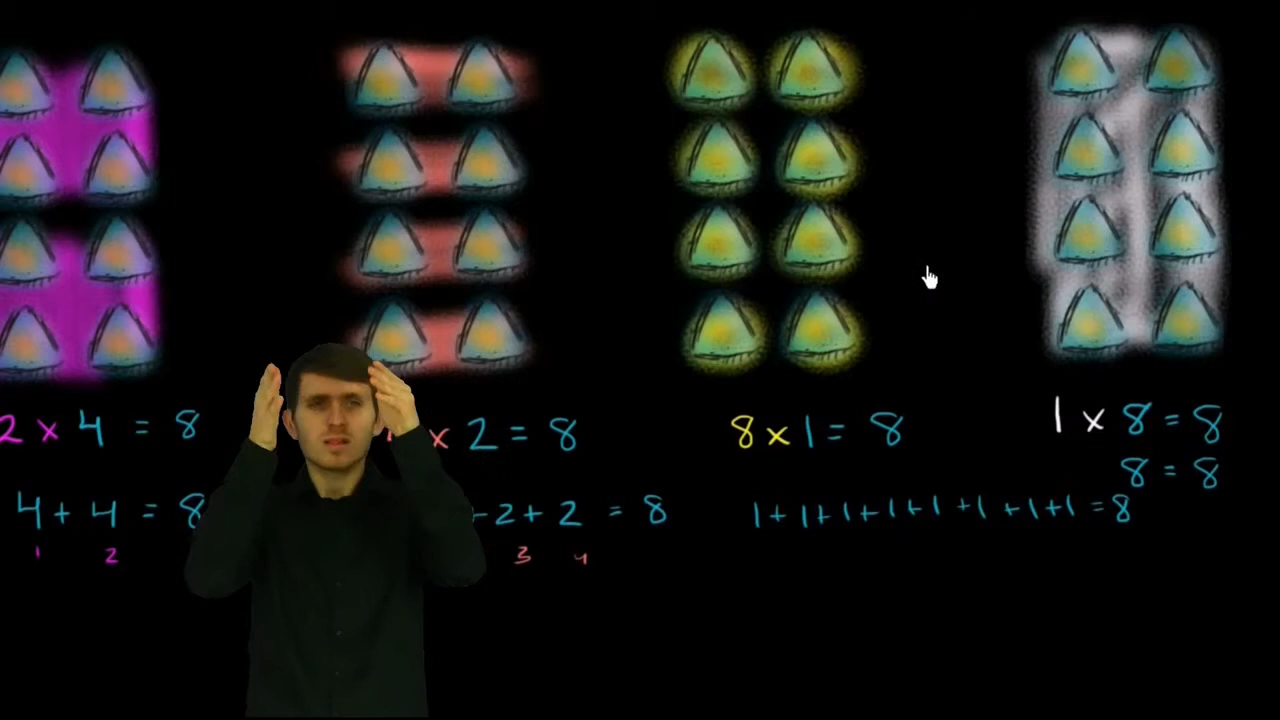 2 x 4 = 8
4 + 4 = 8
1 2
x 2 = 8
2 + 2 = 8
3 4
8 x 1 = 8
1+1+1+1+1+1+1+1=8
1 x 8 = 8
8 = 8